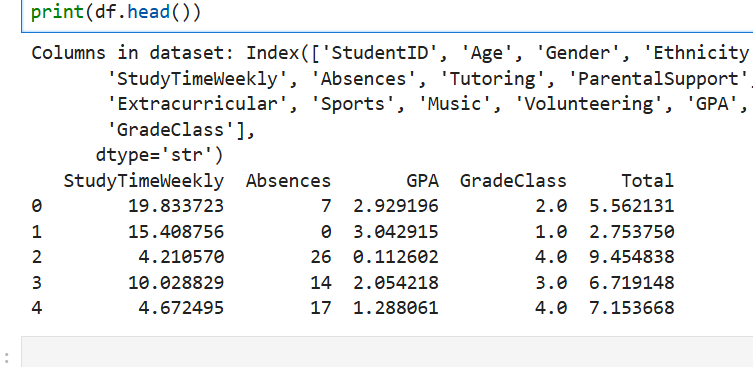 print(df.head())
Columns in dataset: Index(['StudentID', 'Age', 'Gender', 'Ethnicity
'StudyTimeWeekly', 'Absences', 'Tutoring', 'ParentalSupport',
'Extracurricular', 'Sports', 'Music', 'Volunteering', 'GPA',
'GradeClass'],
dtype='str')
StudyTimeWeekly Absences GPA GradeClass Total
0 19.833723 7 2.929196 2.0 5.562131
1 15.408756 0 3.042915 1.0 2.753750
2 4.210570 26 0.112602 4.0 9.454838
3 10.028829 14 2.054218 3.0 6.719148
4 4.672495 17 1.288061 4.0 7.153668
: